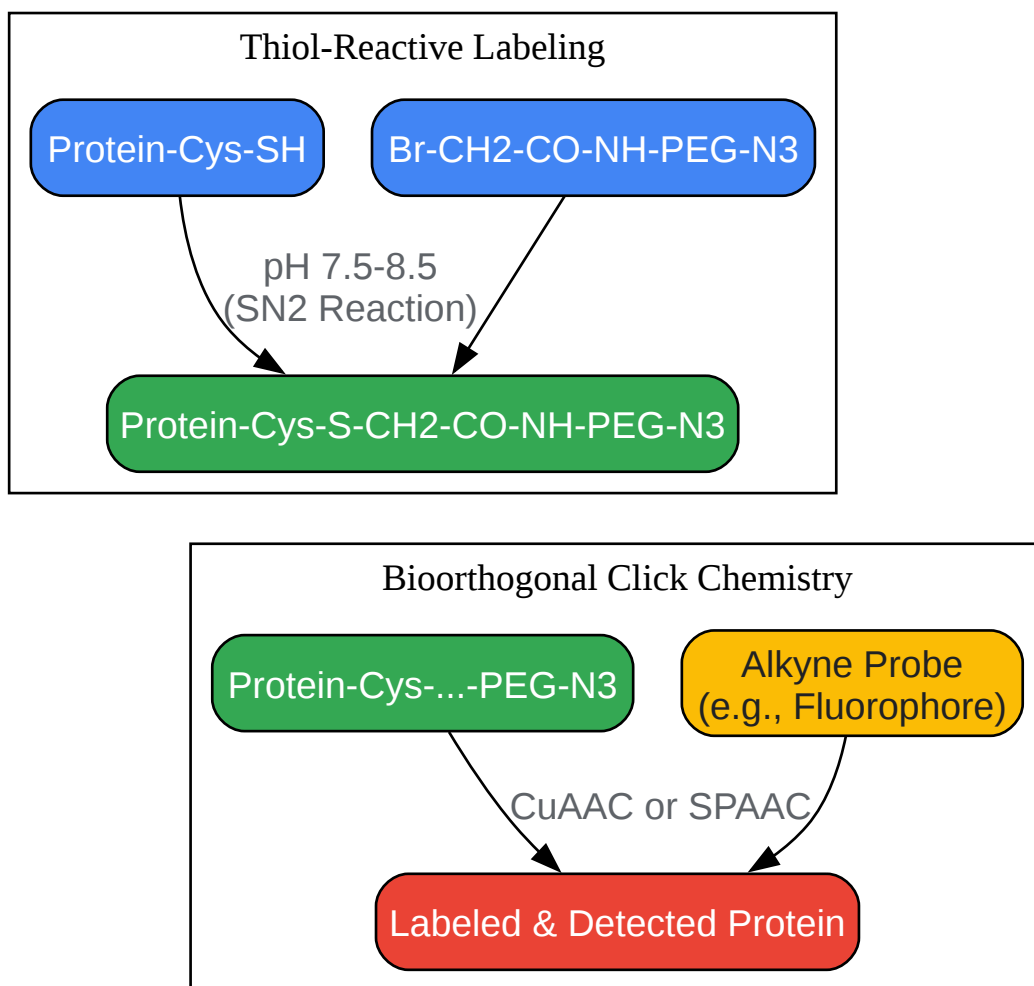 Thiol-Reactive Labeling
Protein-Cys-SH
Br-CH2-CO-NH-PEG-N3
pH 7.5-8.5
(SN2 Reaction)
Protein-Cys-S-CH2-CO-NH-PEG-N3
Bioorthogonal Click Chemistry
Protein-Cys-...-PEG-N3
Alkyne Probe
(e.g., Fluorophore)
CuAAC or SPAAC
Labeled & Detected Protein